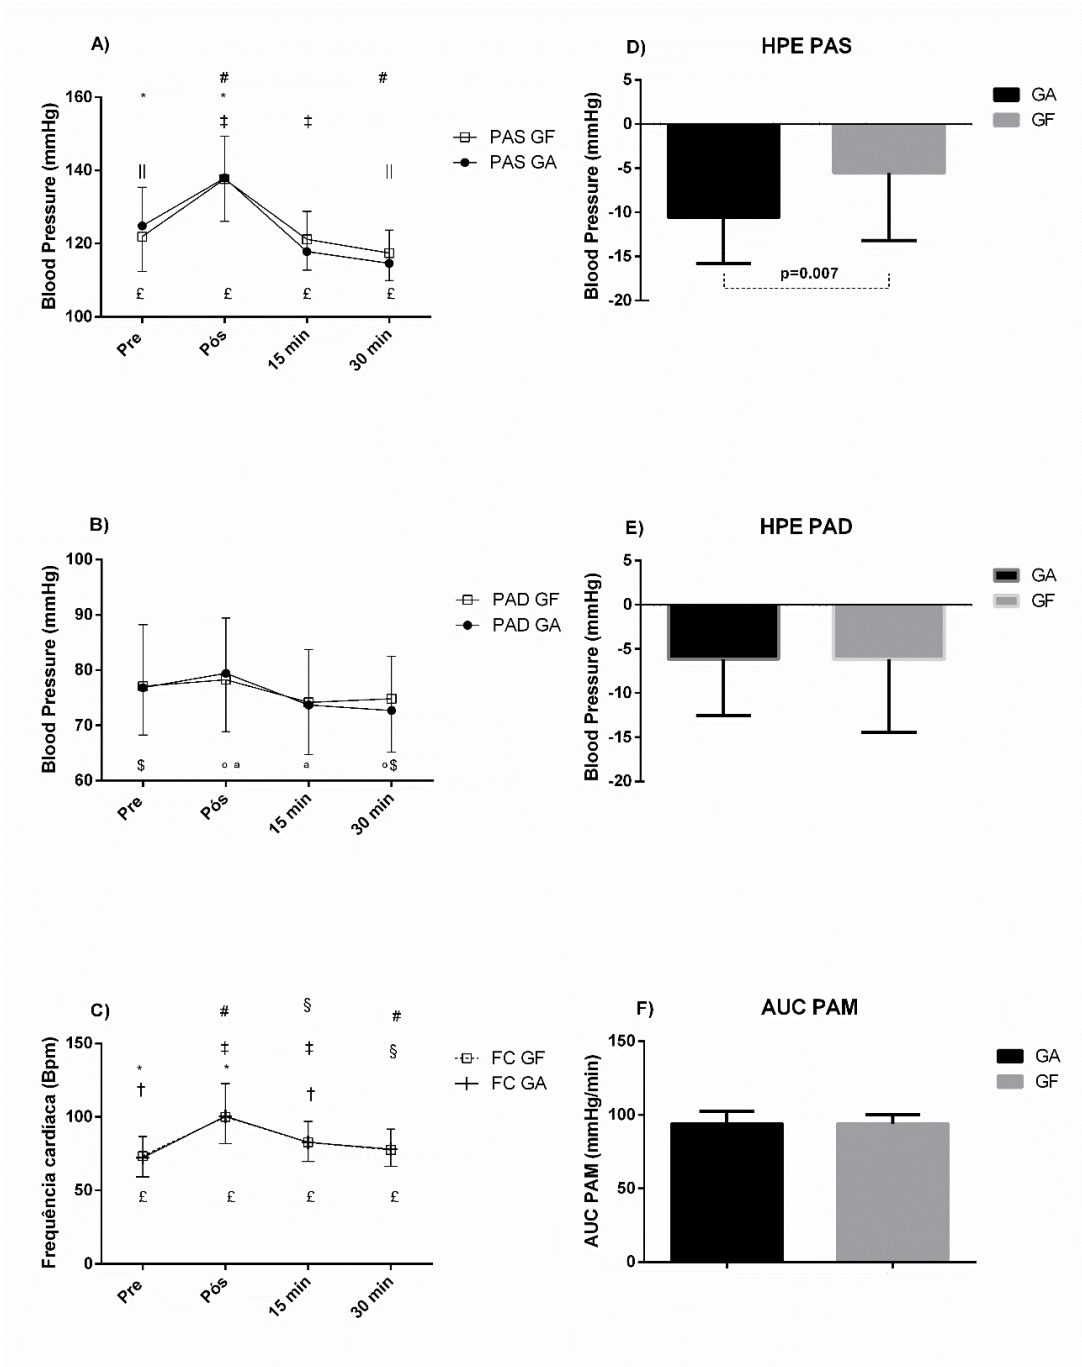 A)
# #
160 * *
‡ ‡
140 || ||
120
£ £ £ £
100
Blood Pressure (mmHg)
Pre Pós 15 min 30 min
PAS GF
PAS GA
D) HPE PAS
5
0
-5
-10
-15
-20
Blood Pressure (mmHg)
p=0.007
GA
GF
B)
100
90
80
70
60
Blood Pressure (mmHg)
$ o a a o $
Pre Pós 15 min 30 min
PAD GF
PAD GA
E) HPE PAD
5
0
-5
-10
-15
-20
Blood Pressure (mmHg)
GA
GF
C)
# § #
150 ‡ ‡ §
* *
† †
100
50
£ £ £ £
0
Frequência cardíaca (Bpm)
Pre Pós 15 min 30 min
FC GF
FC GA
F) AUC PAM
150
100
50
0
AUC PAM (mmHg/min)
GA
GF